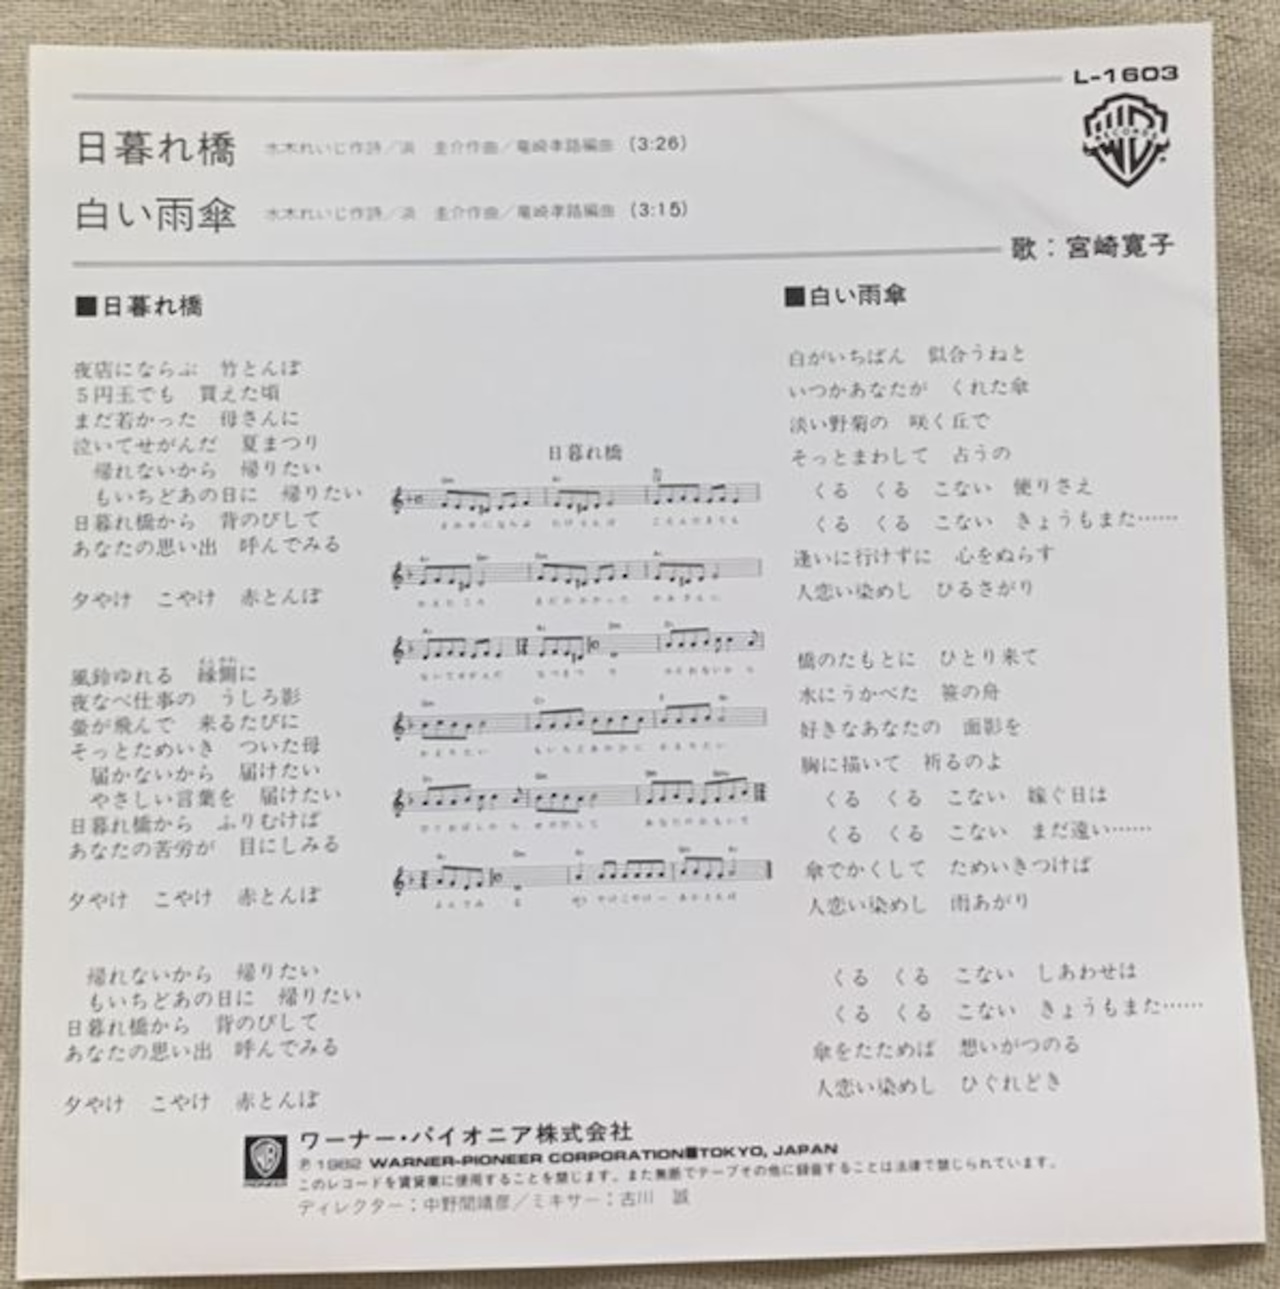 L-1603
日暮れ橋 水木れいじ作詩／浜 圭介作曲／竜崎孝路編曲 (3:26)
白い雨傘 水木れいじ作詩／浜 圭介作曲／竜崎孝路編曲 (3:15)
RECORDS
歌：宮崎寛子
■日暮れ橋
夜店にならぶ 竹とんぼ
5円玉でも 買えた頃
まだ若かった 母さんに
泣いてせがんだ 夏まつり
帰れないから 帰りたい
もいちどあの日に 帰りたい
日暮れ橋から 背のびして
あなたの思い出 呼んでみる
夕やけ こやけ 赤とんぼ
風鈴ゆれる 縁側に
夜なべ仕事の うしろ影
螢が飛んで 来るたびに
そっとためいき ついた母
届かないから 届けたい
やさしい言葉を 届けたい
日暮れ橋から ふりむけば
あなたの苦労が 目にしみる
夕やけ こやけ 赤とんぼ
帰れないから 帰りたい
もいちどあの日に 帰りたい
日暮れ橋から 背のびして
あなたの思い出 呼んでみる
夕やけ こやけ 赤とんぼ
日暮れ橋
■白い雨傘
白がいちばん 似合うねと
いつかあなたが くれた傘
淡い野菊の 咲く丘で
そっとまわして 占うの
くる くる こない 便りさえ
くる くる こない きょうもまた……
逢いに行けずに 心をぬらす
人恋い染めし ひるさがり
橋のたもとに ひとり来て
水にうかべた 笹の舟
好きなあなたの 面影を
胸に描いて 祈るのよ
くる くる こない 嫁ぐ日は
くる くる こない まだ遠い……
傘でかくして ためいきつけば
人恋い染めし 雨あがり
くる くる こない しあわせは
くる くる こない きょうもまた……
傘をたためば 想いがつのる
人恋い染めし ひぐれどき
PIONEER
ワーナー・パイオニア株式会社
℗1982 WARNER-PIONEER CORPORATION■TOKYO, JAPAN
このレコードを賃貸業に使用することを禁じます。また無断でテープその他に録音することは法律で禁じられています。
ディレクター：中野間靖彦／ミキサー：古川 誠